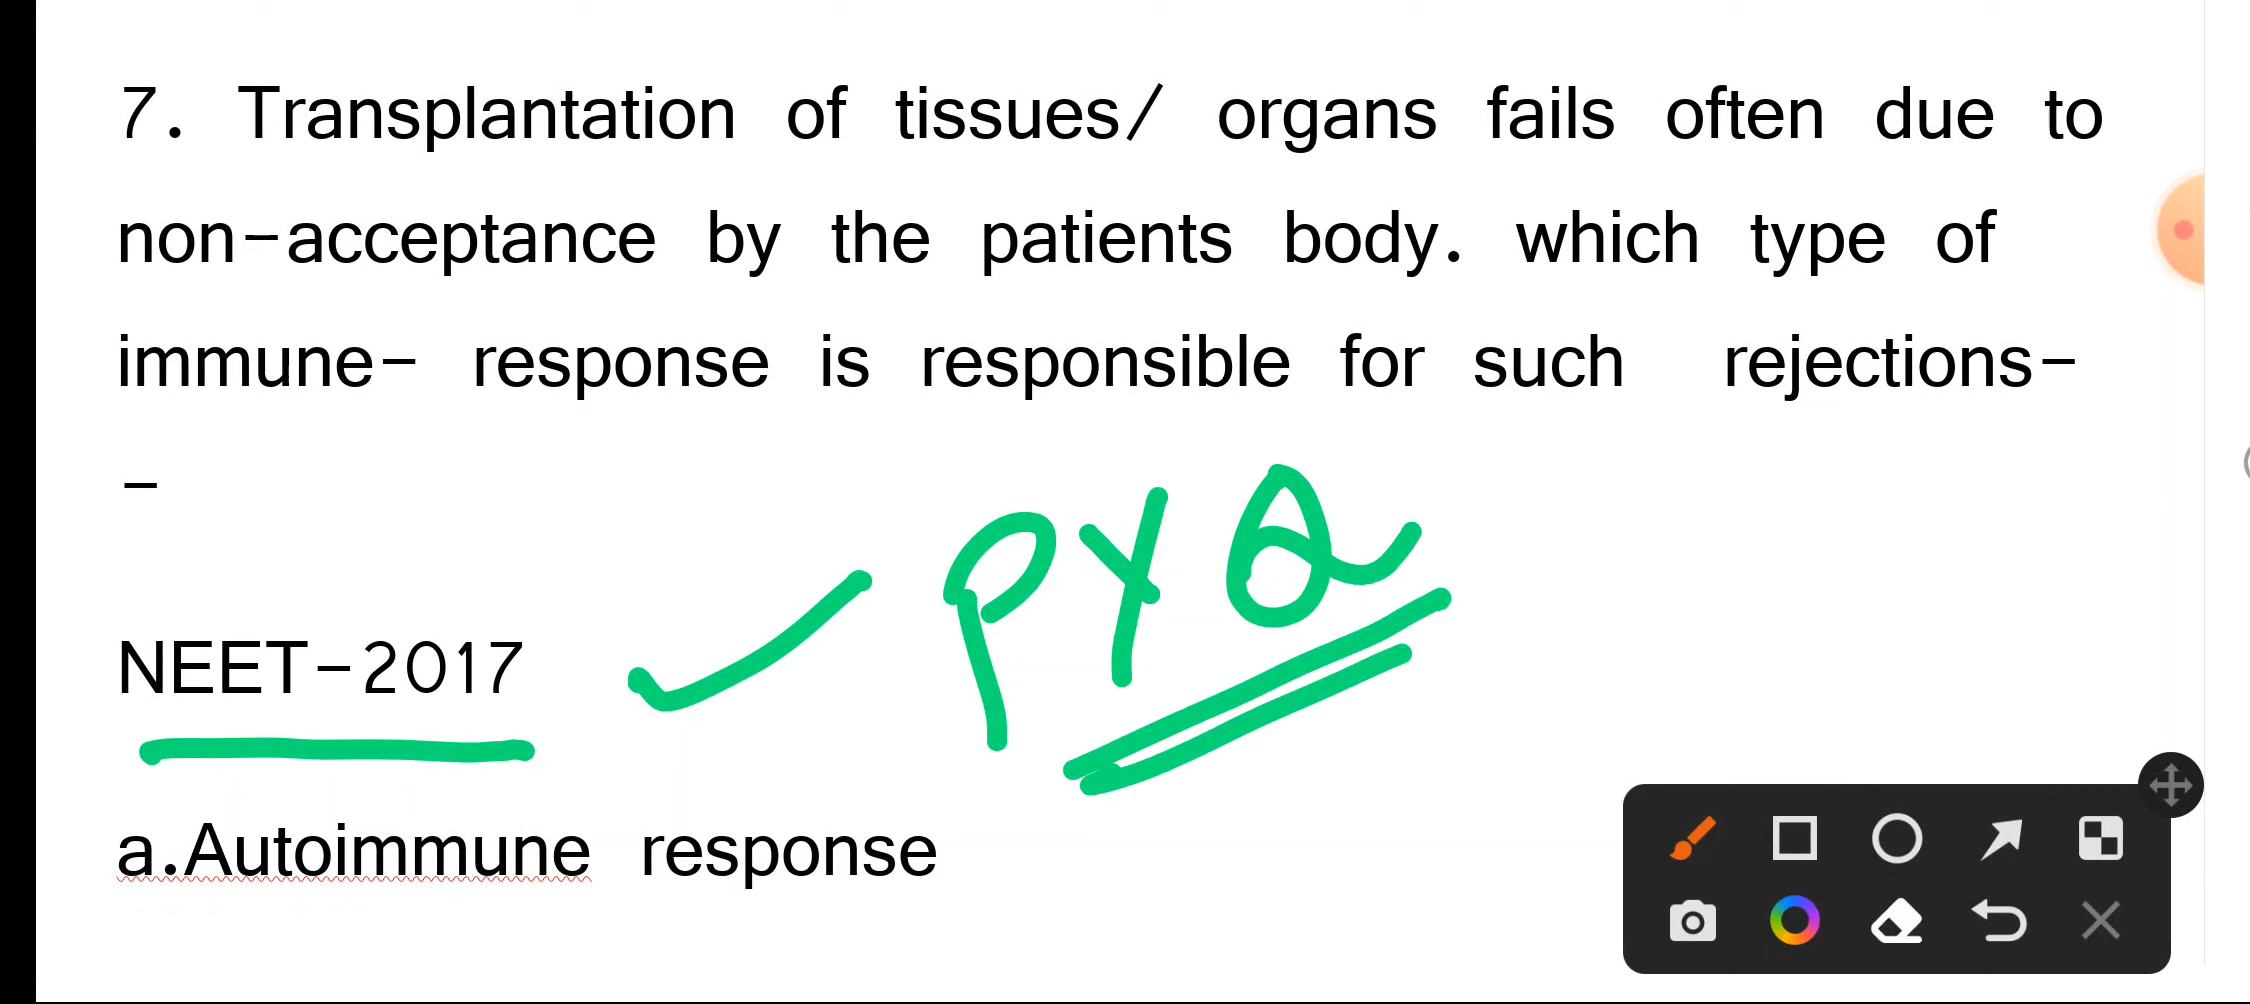 7. Transplantation of tissues/ organs fails often due to
non-acceptance by the patients body. which type of
immune- response is responsible for such rejections-
-
PYQ
NEET-2017
a.Autoimmune response